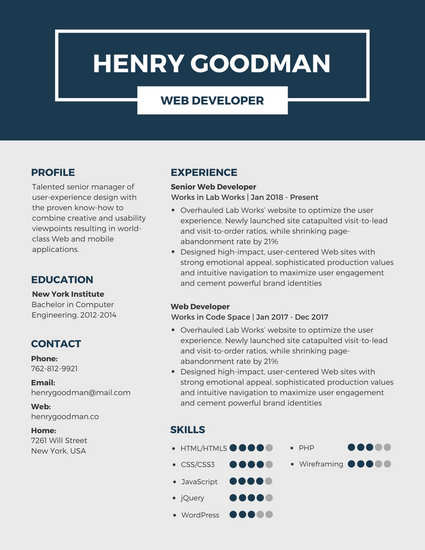 HENRY GOODMAN
WEB DEVELOPER
PROFILE
Talented senior manager of
user-experience design with
the proven know-how to
combine creative and usability
viewpoints resulting in world-
class Web and mobile
applications.
EDUCATION
New York Institute
Bachelor in Computer
Engineering, 2012-2014
CONTACT
Phone:
762-812-9921
Email:
henrygoodman@mail.com
Web:
henrygoodman.co
Home:
7261 Will Street
New York, USA
EXPERIENCE
Senior Web Developer
Works in Lab Works | Jan 2018 - Present
• Overhauled Lab Works' website to optimize the user
experience. Newly launched site catapulted visit-to-lead
and visit-to-order ratios, while shrinking page-
abandonment rate by 21%
• Designed high-impact, user-centered Web sites with
strong emotional appeal, sophisticated production values
and intuitive navigation to maximize user engagement
and cement powerful brand identities
Web Developer
Works in Code Space | Jan 2017 - Dec 2017
• Overhauled Lab Works' website to optimize the user
experience. Newly launched site catapulted visit-to-lead
and visit-to-order ratios, while shrinking page-
abandonment rate by 21%
• Designed high-impact, user-centered Web sites with
strong emotional appeal, sophisticated production values
and intuitive navigation to maximize user engagement
and cement powerful brand identities
SKILLS
• HTML/HTML5
• CSS/CSS3
• JavaScript
• jQuery
• WordPress
• PHP
• Wireframing